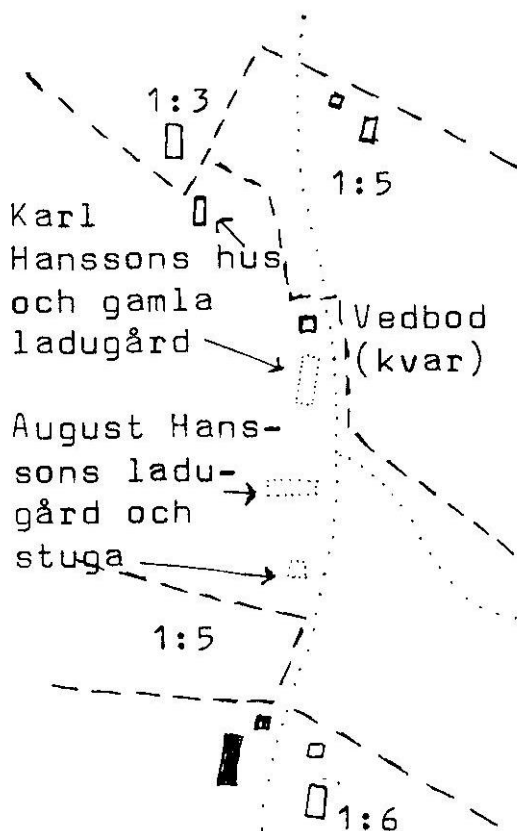 1:3
1:5
Karl
Hanssons hus
och gamla
ladugård
Vedbod
(kvar)
August Hans-
sons ladu-
gård och
stuga
1:5
1:6